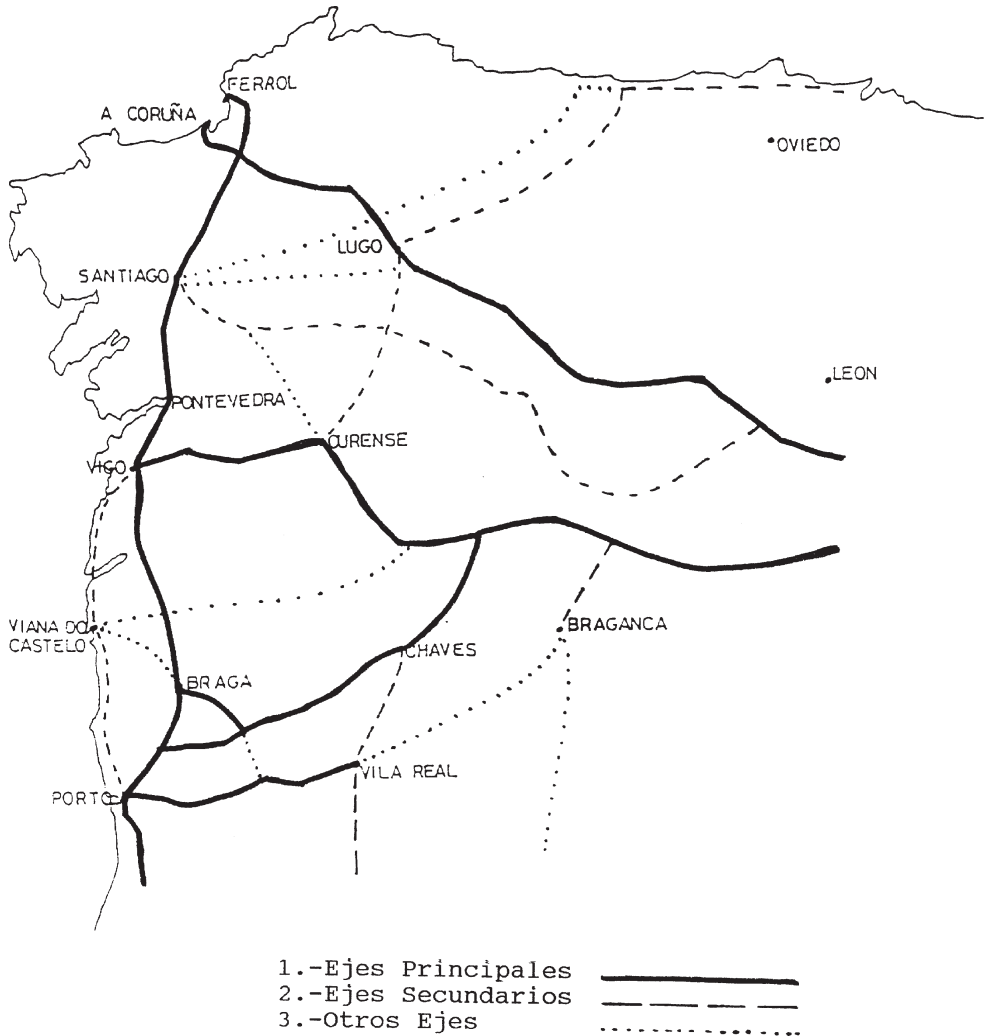 FERROL
A CORUÑA
OVIEDO
LUGO
SANTIAGO
LEON
PONTEVEDRA
OURENSE
VIGO
VIANA DO
CASTELO
BRAGANCA
CHAVES
BRAGA
VILA REAL
PORTO
1.-Ejes Principales
2.-Ejes Secundarios
3.-Otros Ejes